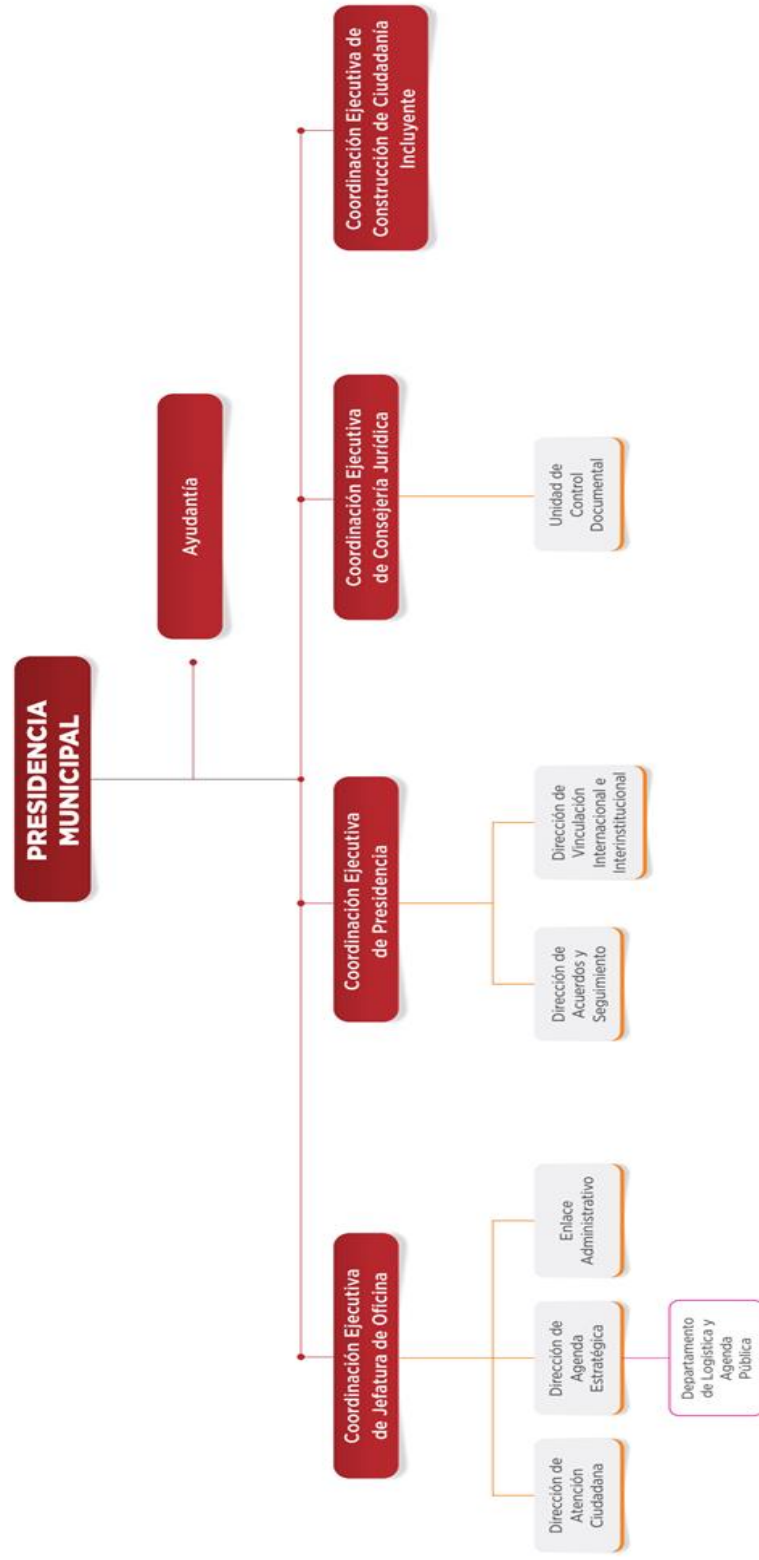 PRESIDENCIA
MUNICIPAL
Ayudantía
Coordinación Ejecutiva
de Jefatura de Oficina
Coordinación Ejecutiva
de Presidencia
Coordinación Ejecutiva
de Consejería Jurídica
Coordinación Ejecutiva de
Construcción de Ciudadanía
Incluyente
Dirección de
Atención
Ciudadana
Dirección de
Agenda
Estratégica
Enlace
Administrativo
Dirección de
Acuerdos y
Seguimiento
Dirección de
Vinculación
Internacional e
Interinstitucional
Unidad de
Control
Documental
Departamento
de Logística y
Agenda
Pública